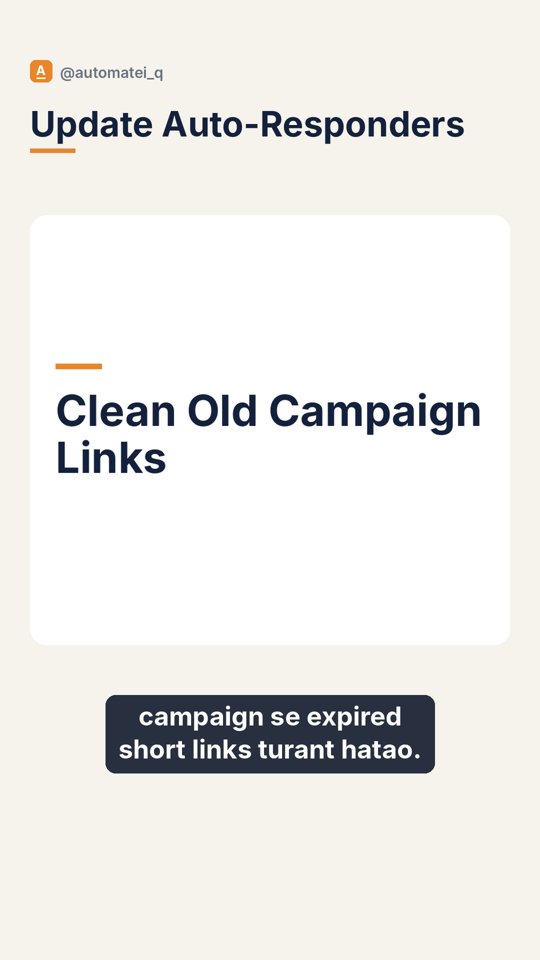 A
@automatei_q
Update Auto-Responders
Clean Old Campaign
Links
campaign se expired
short links turant hatao.